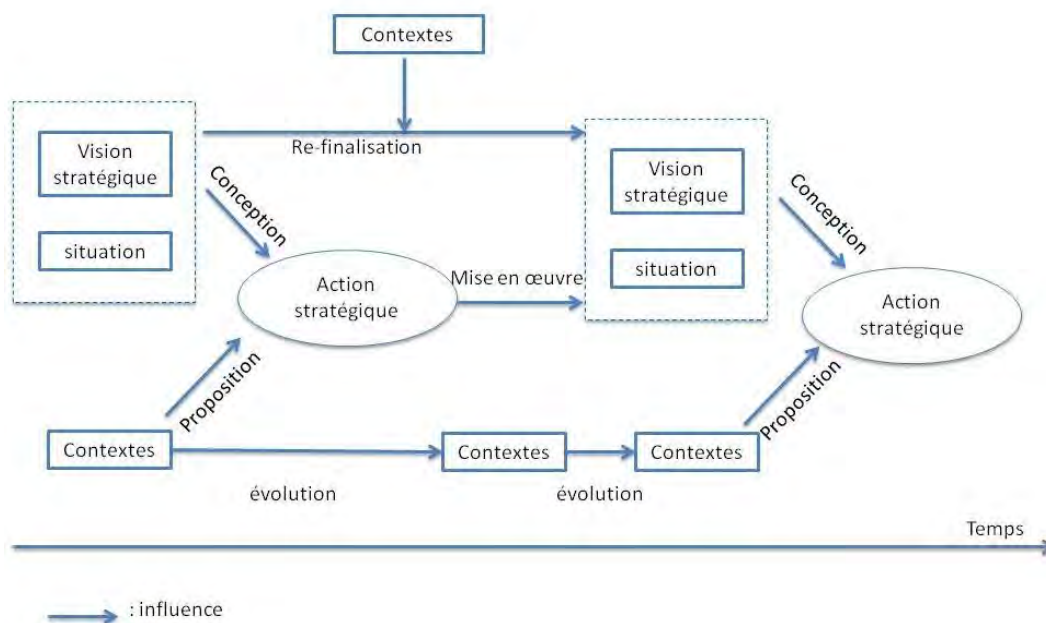 Contextes
Re-finalisation
Vision
stratégique
situation
Conception
Action
stratégique
Proposition
Mise en œuvre
Vision
stratégique
situation
Conception
Action
stratégique
Proposition
Contextes
Contextes
Contextes
évolution
évolution
Temps
: influence